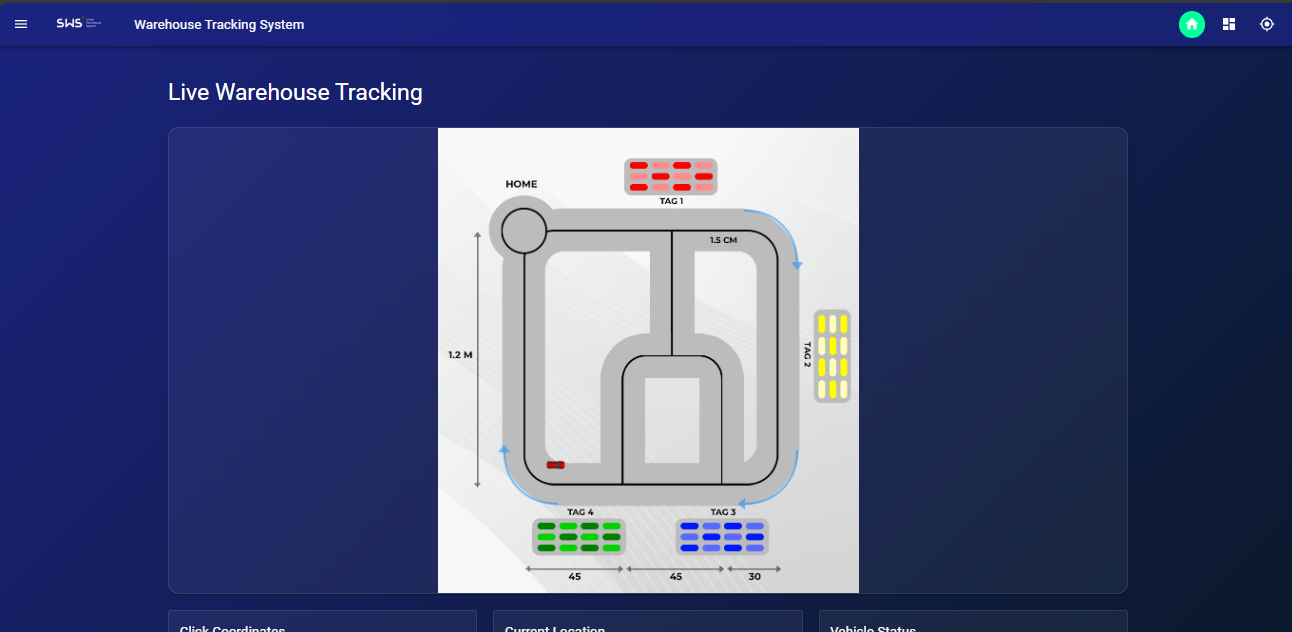 SWS
Warehouse Tracking System
Live Warehouse Tracking
HOME
TAG 1
1.5 CM
1.2 M
TAG 2
TAG 4
TAG 3
45
45
30
Click Coordinates
Current Location
Vehicle Status